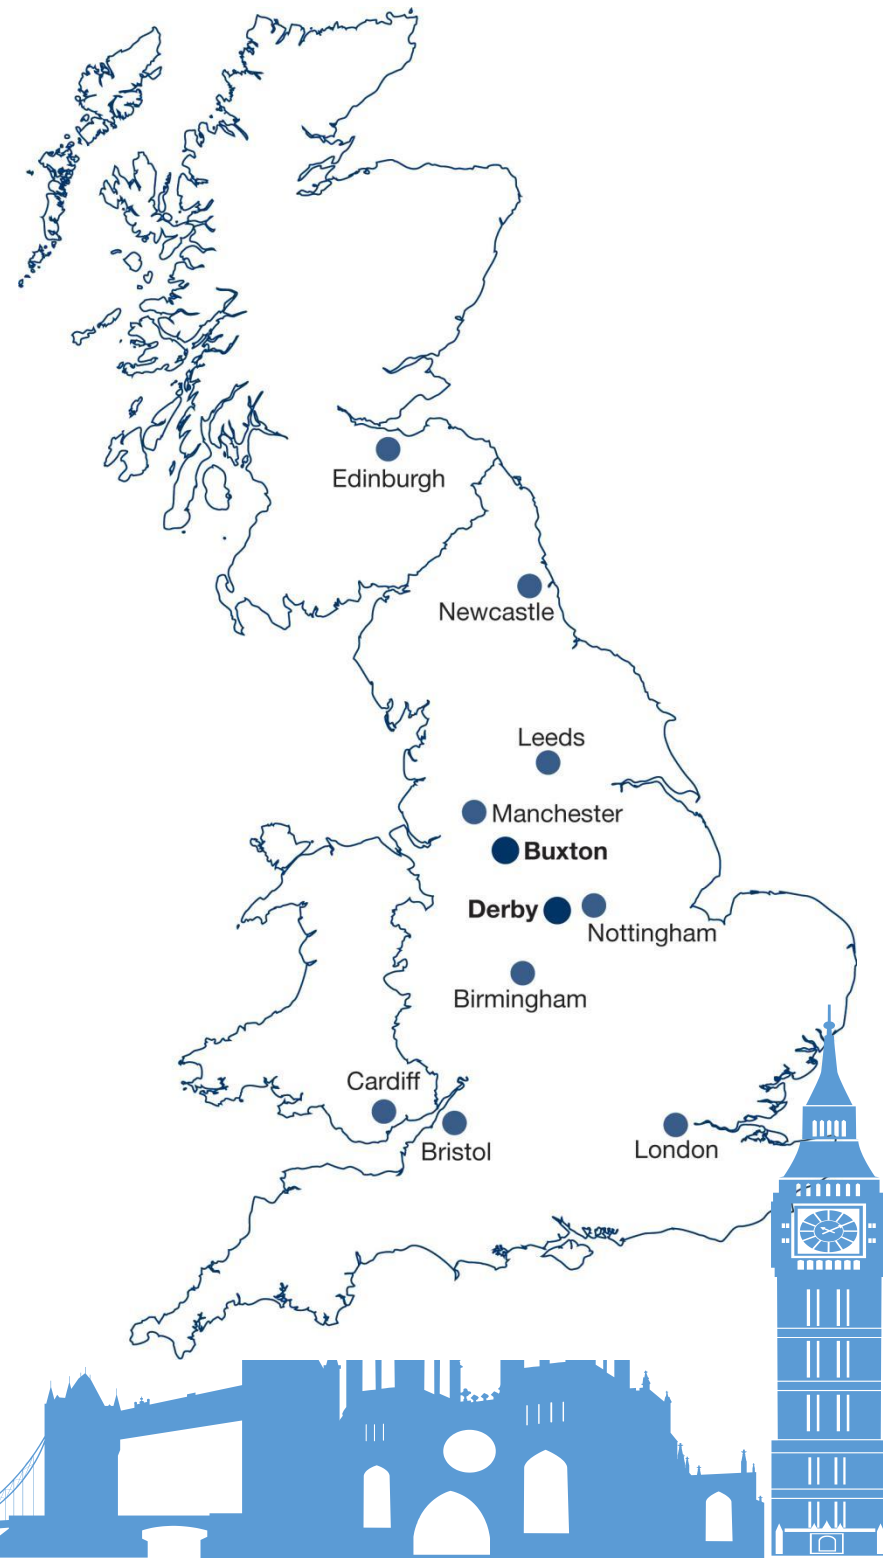 Edinburgh
Newcastle
Leeds
Manchester
Buxton
Derby
Nottingham
Birmingham
Cardiff
Bristol
London